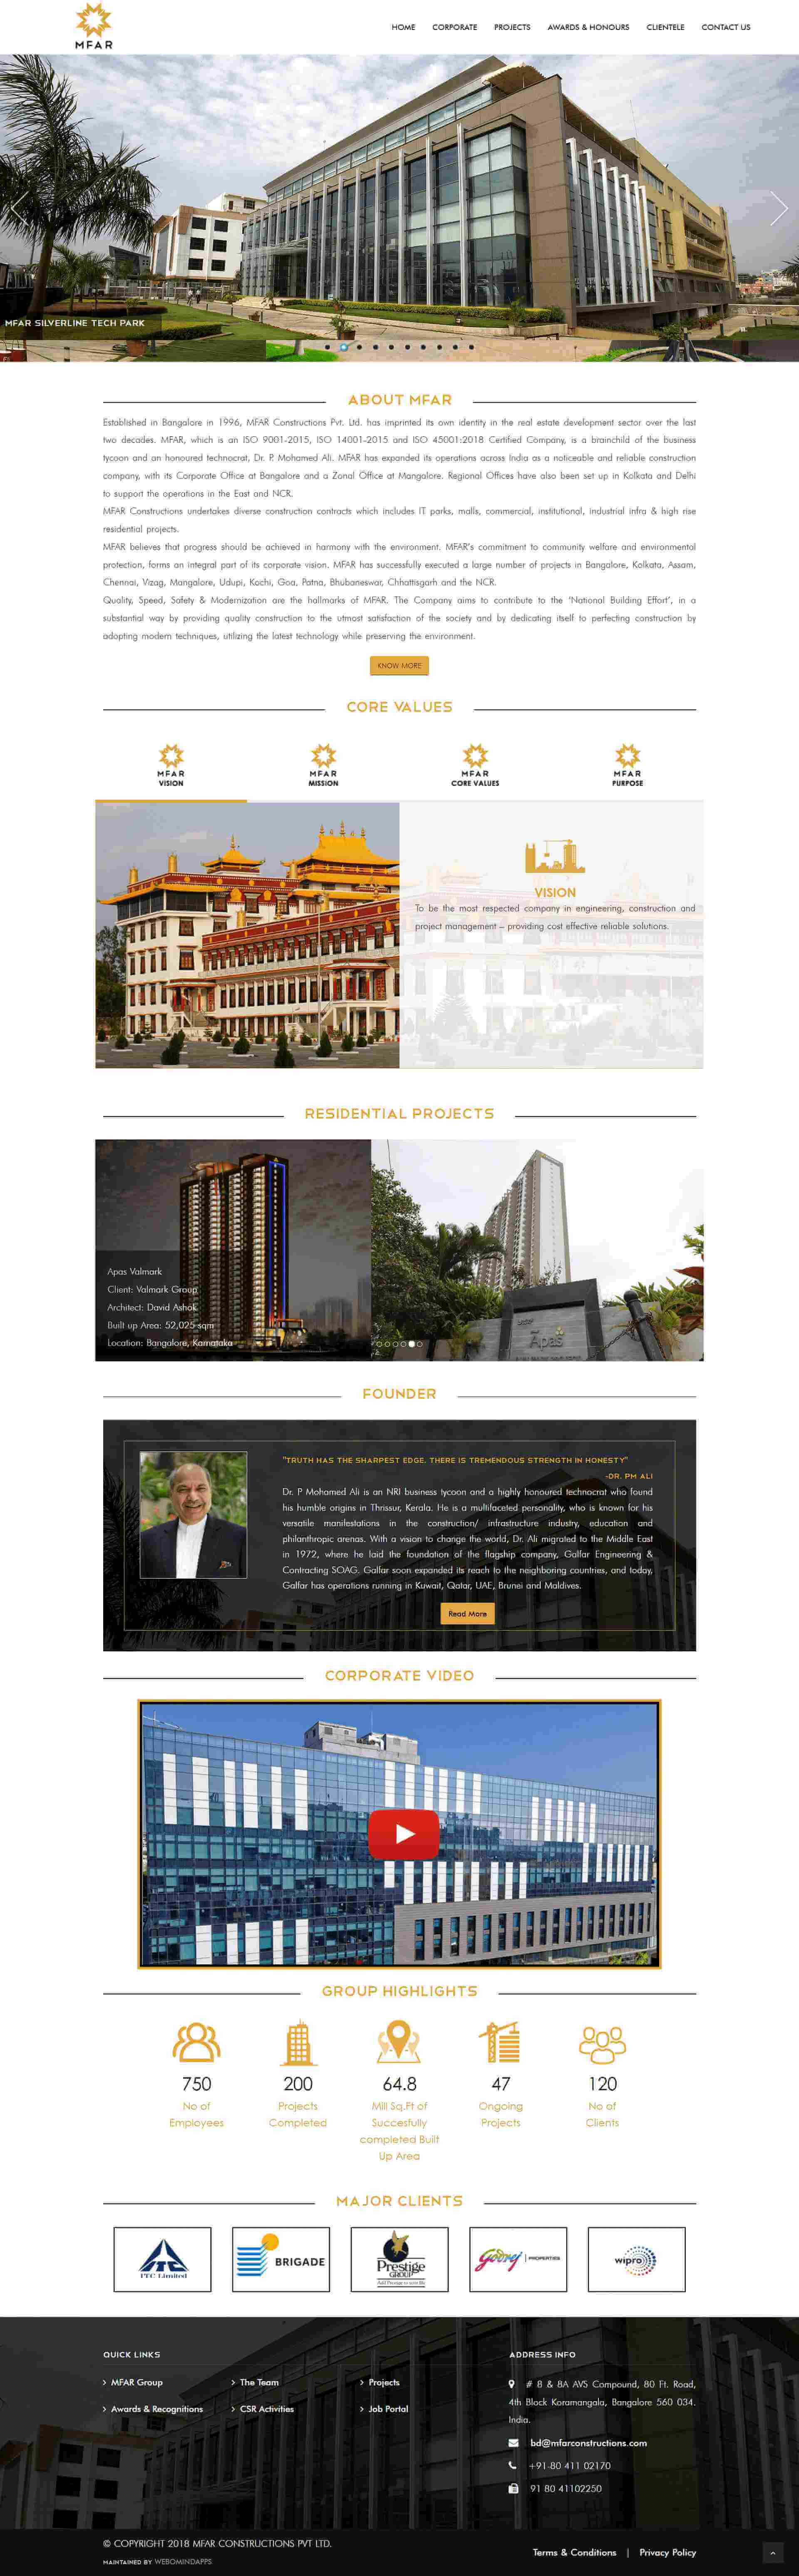 MFAR
HOME CORPORATE PROJECTS AWARDS & HONOURS CLIENTELE CONTACT US
MFAR SILVERLINE TECH PARK
ABOUT MFAR
Established in Bangalore in 1996, MFAR Constructions Pvt. Ltd. has imprinted its own identity in the real estate development sector over the last
two decades. MFAR, which is an ISO 9001-2015, ISO 14001-2015 and ISO 45001:2018 Certified Company, is a brainchild of the business
tycoon and an honoured technocrat, Dr. P. Mohamed Ali. MFAR has expanded its operations across India as a noticeable and reliable construction
company, with its Corporate Office at Bangalore and a Zonal Office at Mangalore. Regional Offices have also been set up in Kolkata and Delhi
to support the operations in the East and NCR.
MFAR Constructions undertakes diverse construction contracts which includes IT parks, malls, commercial, institutional, industrial infra & high rise
residential projects.
MFAR believes that progress should be achieved in harmony with the environment. MFAR's commitment to community welfare and environmental
protection, forms an integral part of its corporate vision. MFAR has successfully executed a large number of projects in Bangalore, Kolkata, Assam,
Chennai, Vizag, Mangalore, Udupi, Kochi, Goa, Patna, Bhubaneswar, Chhattisgarh and the NCR.
Quality, Speed, Safety & Modernization are the hallmarks of MFAR. The Company aims to contribute to the 'National Building Effort', in a
substantial way by providing quality construction to the utmost satisfaction of the society and by dedicating itself to perfecting construction by
adopting modern techniques, utilizing the latest technology while preserving the environment.
KNOW MORE
CORE VALUES
MFAR MFAR MFAR MFAR
VISION MISSION CORE VALUES PURPOSE
VISION
To be the most respected company in engineering, construction and
project management – providing cost effective reliable solutions.
RESIDENTIAL PROJECTS
Apas Valmark
Client: Valmark Group
Architect: David Ashok
Built up Area: 52,025 sqm
Location: Bangalore, Karnataka
Apas
FOUNDER
"TRUTH HAS THE SHARPEST EDGE. THERE IS TREMENDOUS STRENGTH IN HONESTY"
-DR. PM ALI
Dr. P Mohamed Ali is an NRI business tycoon and a highly honoured technocrat who found
his humble origins in Thrissur, Kerala. He is a multifaceted personality, who is known for his
versatile manifestations in the construction/ infrastructure industry, education and
philanthropic arenas. With a vision to change the world, Dr. Ali migrated to the Middle East
in 1972, where he laid the foundation of the flagship company, Galfar Engineering &
Contracting SOAG. Galfar soon expanded its reach to the neighboring countries, and today,
Galfar has operations running in Kuwait, Qatar, UAE, Brunei and Maldives.
Read More
CORPORATE VIDEO
GROUP HIGHLIGHTS
750 200 64.8 47 120
No of Projects Mill Sq.Ft of Ongoing No of
Employees Completed Succesfully Projects Clients
completed Built
Up Area
MAJOR CLIENTS
ITC Limited
BRIGADE
Prestige
GROUP
Add Prestige to your life
Godrej | PROPERTIES
wipro
QUICK LINKS
MFAR Group The Team Projects
Awards & Recognitions CSR Activities Job Portal
ADDRESS INFO
# 8 & 8A AVS Compound, 80 Ft. Road,
4th Block Koramangala, Bangalore 560 034.
India.
bd@mfarconstructions.com
+91-80 411 02170
91 80 41102250
© COPYRIGHT 2018 MFAR CONSTRUCTIONS PVT LTD.
MAINTAINED BY WEBOMINDAPPS
Terms & Conditions | Privacy Policy